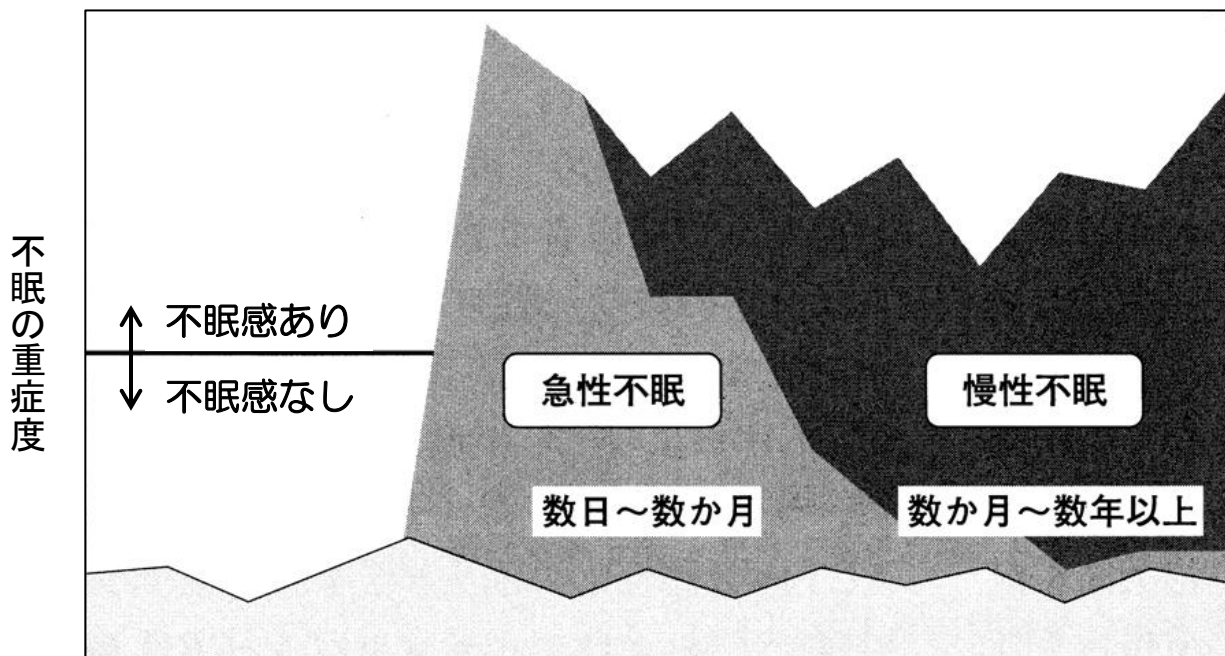 不眠の重症度
不眠感あり
不眠感なし
急性不眠
慢性不眠
数日～数か月
数か月～数年以上